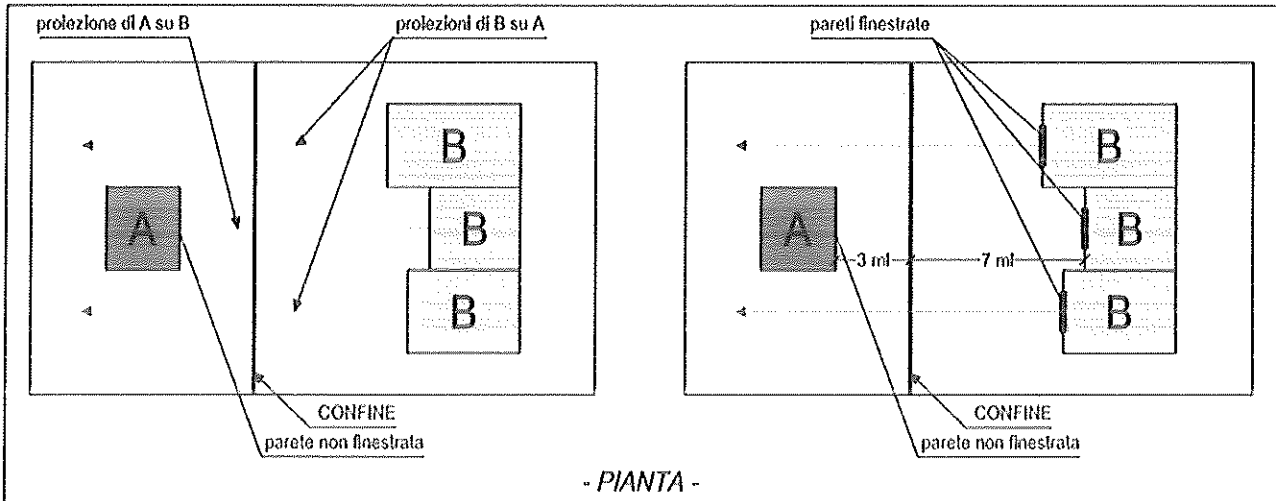 proiezione di A su B
proiezioni di B su A
pareti finestrate
B
A
B
B
CONFINE
parete non finestrata
B
A
B
3 ml
7 ml
B
CONFINE
parete non finestrata
- PIANTA -